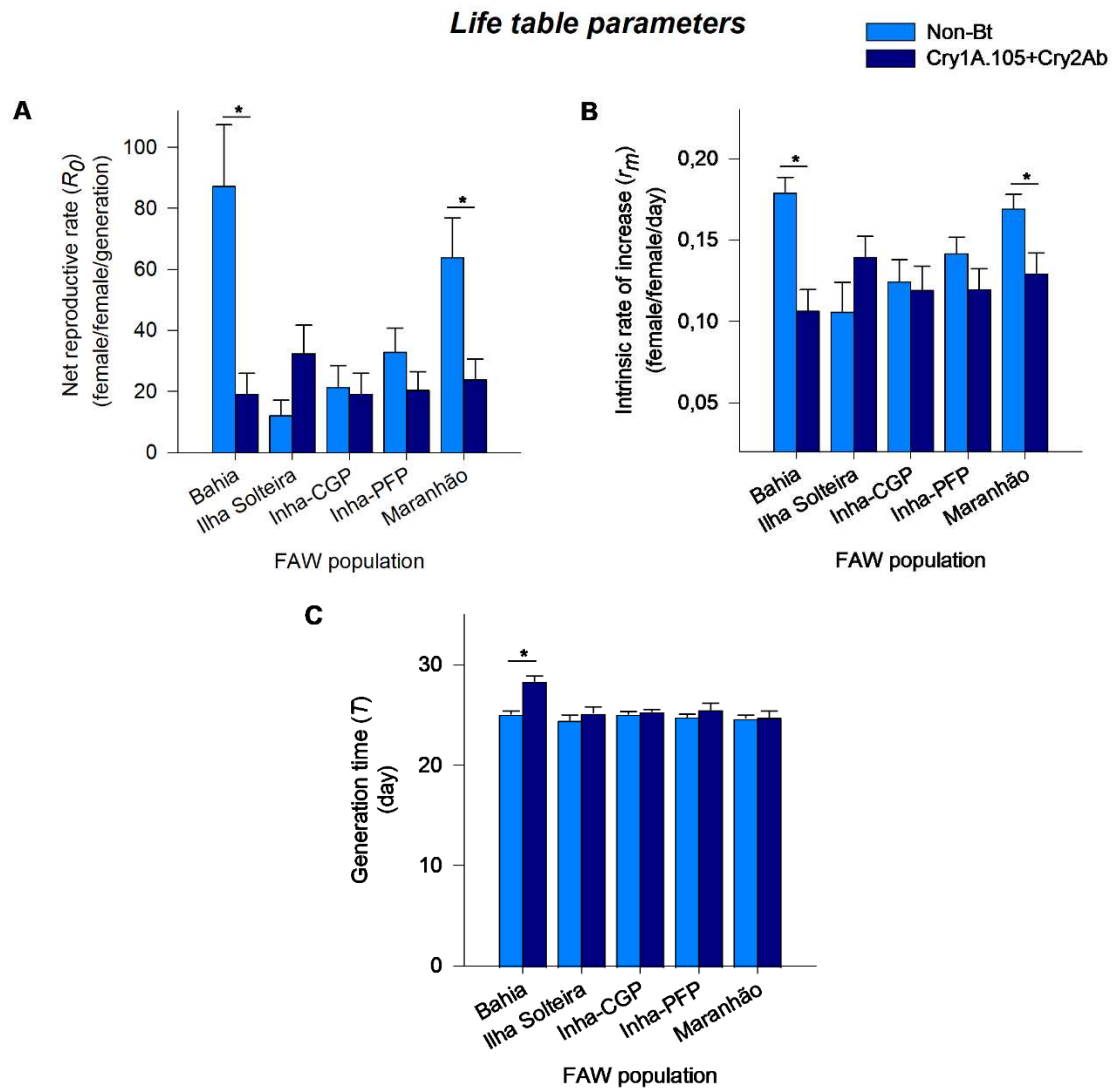 Life table parameters
Non-Bt
Cry1A.105+Cry2Ab
A
Net reproductive rate (R0)
(female/female/generation)
100
80
60
40
20
0
*
*
Bahia
Ilha Solteira
Inha-CGP
Inha-PFP
Maranhão
FAW population
B
Intrinsic rate of increase (rm)
(female/female/day)
0,20
0,15
0,10
0,05
*
*
Bahia
Ilha Solteira
Inha-CGP
Inha-PFP
Maranhão
FAW population
C
Generation time (T)
(day)
30
20
10
0
*
Bahia
Ilha Solteira
Inha-CGP
Inha-PFP
Maranhão
FAW population